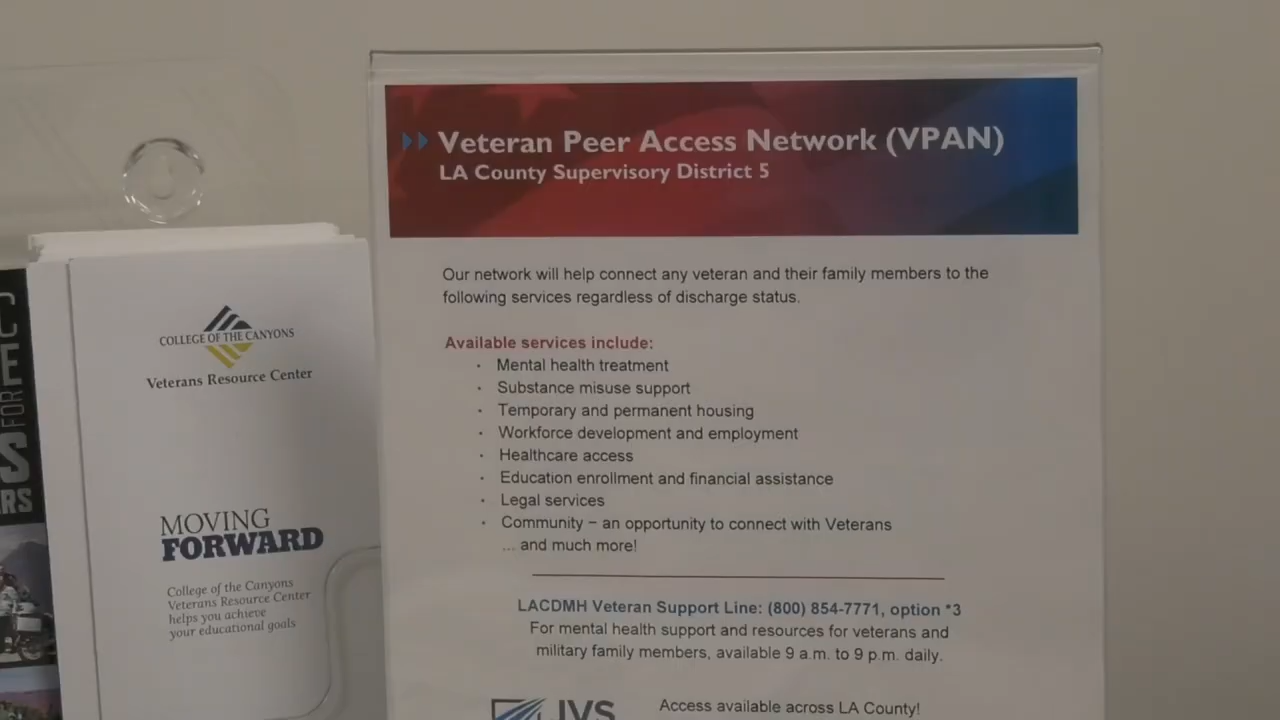 Veteran Peer Access Network (VPAN)
LA County Supervisory District 5
Our network will help connect any veteran and their family members to the
following services regardless of discharge status.
Available services include:
· Mental health treatment
· Substance misuse support
· Temporary and permanent housing
· Workforce development and employment
· Healthcare access
· Education enrollment and financial assistance
· Legal services
· Community – an opportunity to connect with Veterans
... and much more!
LACDMH Veteran Support Line: (800) 854-7771, option *3
For mental health support and resources for veterans and
military family members, available 9 a.m. to 9 p.m. daily.
JVS
Access available across LA County!
COLLEGE OF THE CANYONS
Veterans Resource Center
MOVING
FORWARD
College of the Canyons
Veterans Resource Center
helps you achieve
your educational goals
FOR